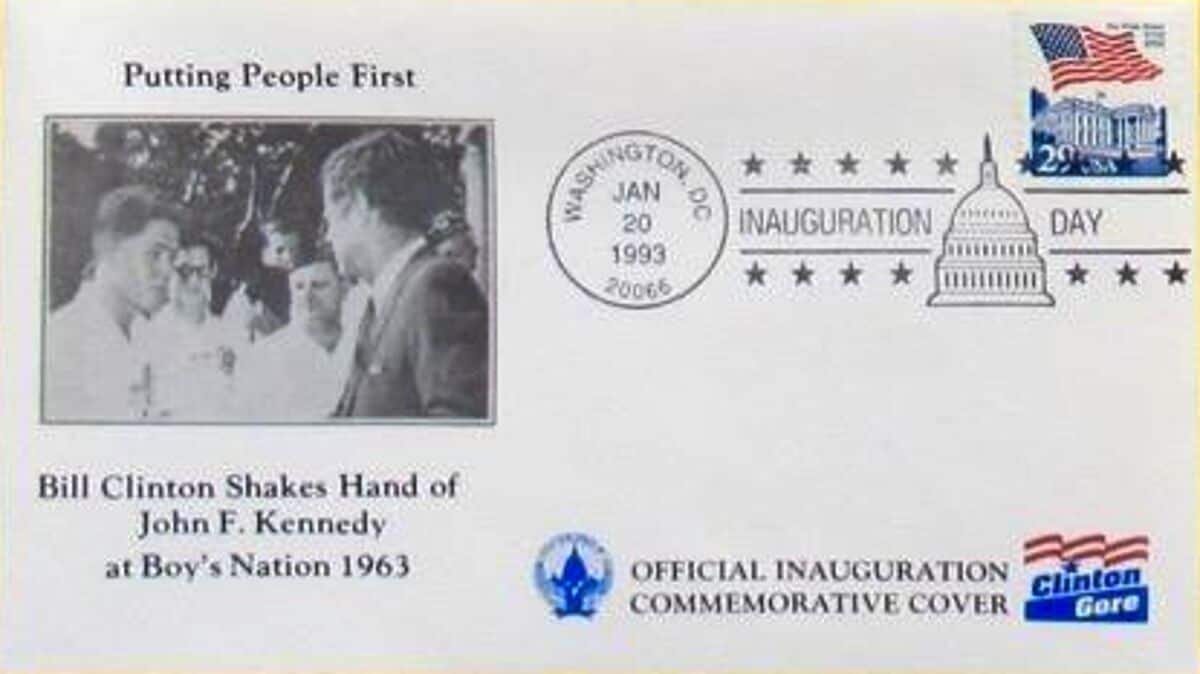 Putting People First
WASHINGTON, DC
JAN
20
1993
20066
INAUGURATION DAY
29 USA
Bill Clinton Shakes Hand of
John F. Kennedy
at Boy's Nation 1963
OFFICIAL INAUGURATION
COMMEMORATIVE COVER
Clinton
Gore